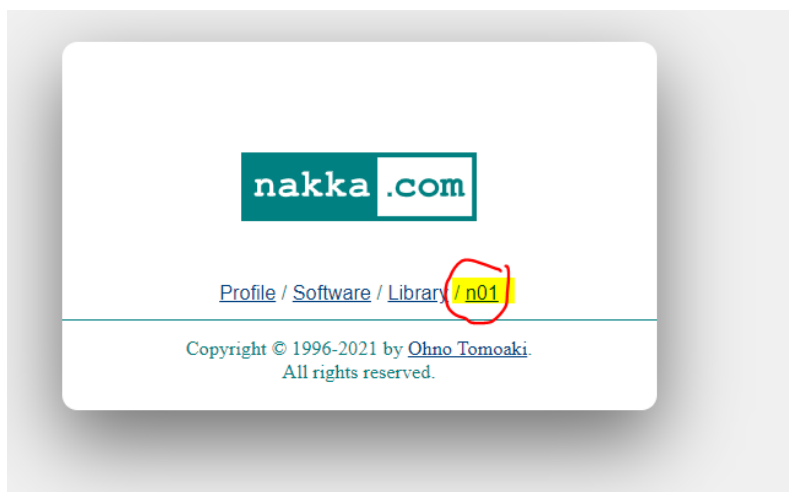 nakka .com
Profile / Software / Library / n01
Copyright © 1996-2021 by Ohno Tomoaki.
All rights reserved.